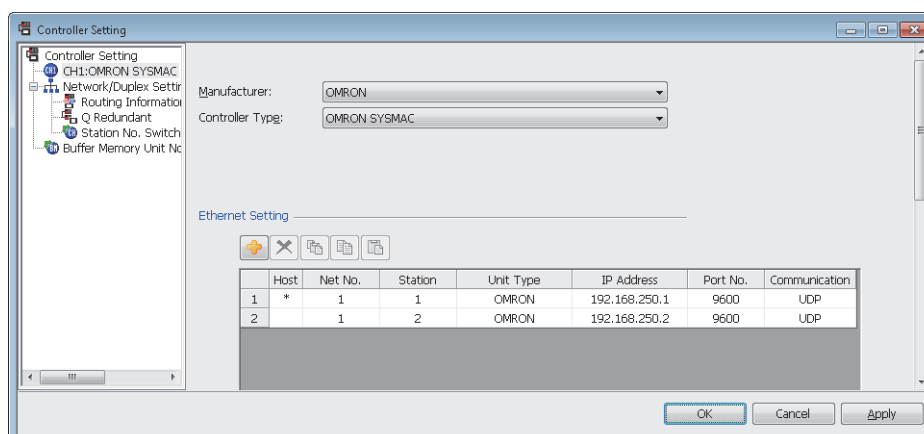 Controller Setting
Controller Setting
CH1:OMRON SYSMAC
Network/Duplex Settin
Routing Information
Q Redundant
Station No. Switch
Buffer Memory Unit No
Manufacturer: OMRON
Controller Type: OMRON SYSMAC
Ethernet Setting
Host Net No. Station Unit Type IP Address Port No. Communication
1 * 1 1 OMRON 192.168.250.1 9600 UDP
2 1 2 OMRON 192.168.250.2 9600 UDP
OK Cancel Apply